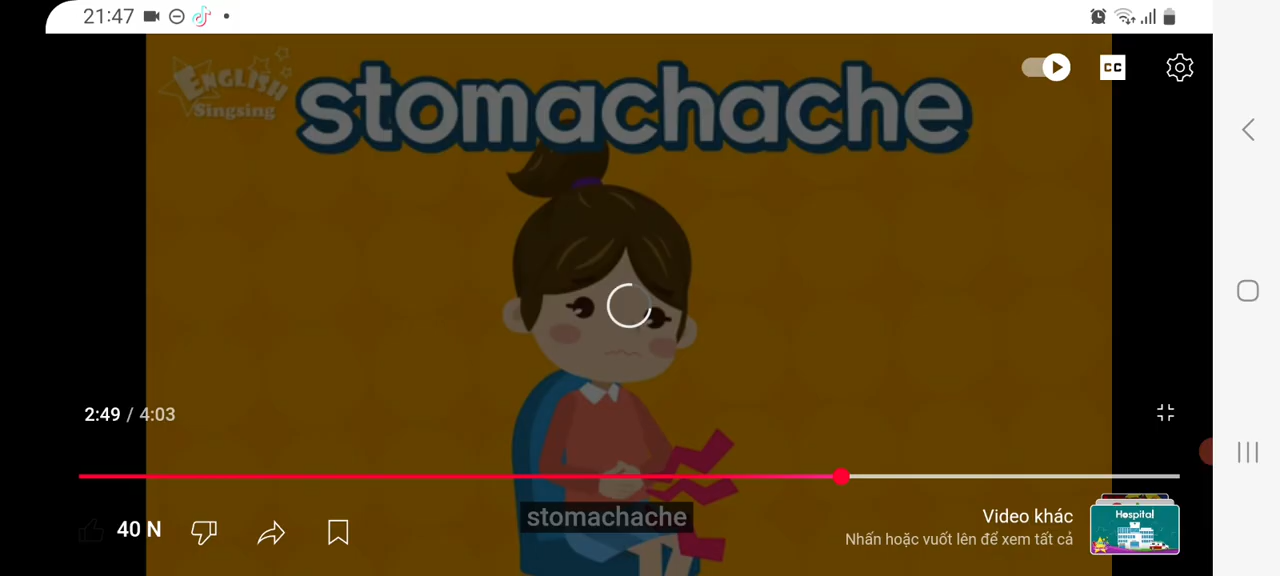 21:47
ENGLISH
Singsing
stomachache
CC
2:49 / 4:03
stomachache
40 N
Video khác
Nhấn hoặc vuốt lên để xem tất cả
Hospital